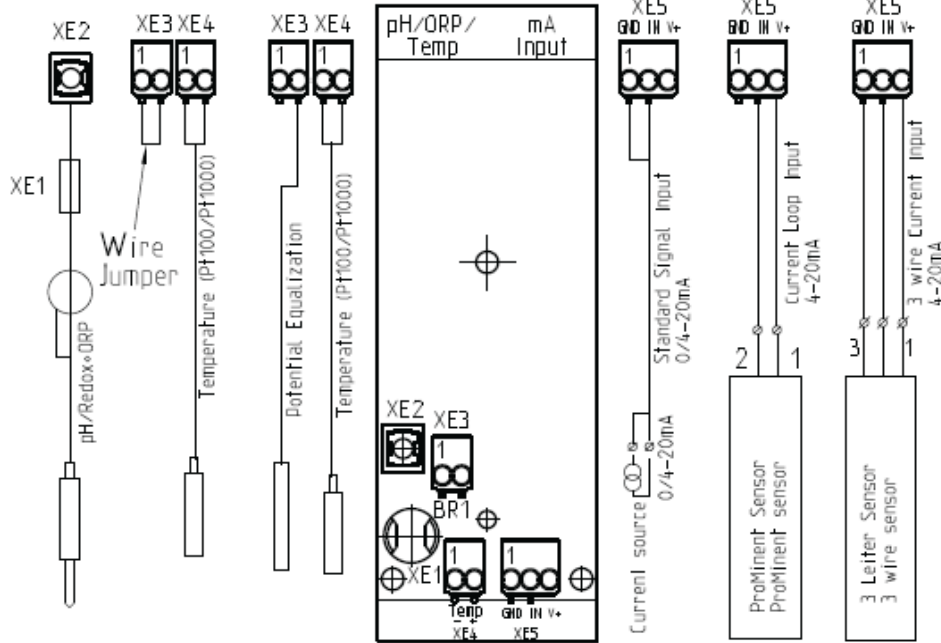 XE2
XE3 XE4
1
1
XE1
Wire
Jumper
pH/Redox•ORP
Temperature (Pt100/Pt1000)
XE3 XE4
1
1
Potential Equalization
Temperature (Pt100/Pt1000)
pH/ORP/
Temp
mA
Input
XE2
XE3
1
BR1
XE1
1
1
Temp
- +
XE4
GND IN V+
XE5
XE5
GND IN V+
1
Standard Signal Input
0/4-20mA
0/4-20mA
Current source
XE5
GND IN V+
1
Current Loop Input
4-20mA
2 1
ProMinent Sensor
ProMinent sensor
XE5
GND IN V+
1
3 wire Current Input
4-20mA
3 1
3 Leiter Sensor
3 wire sensor